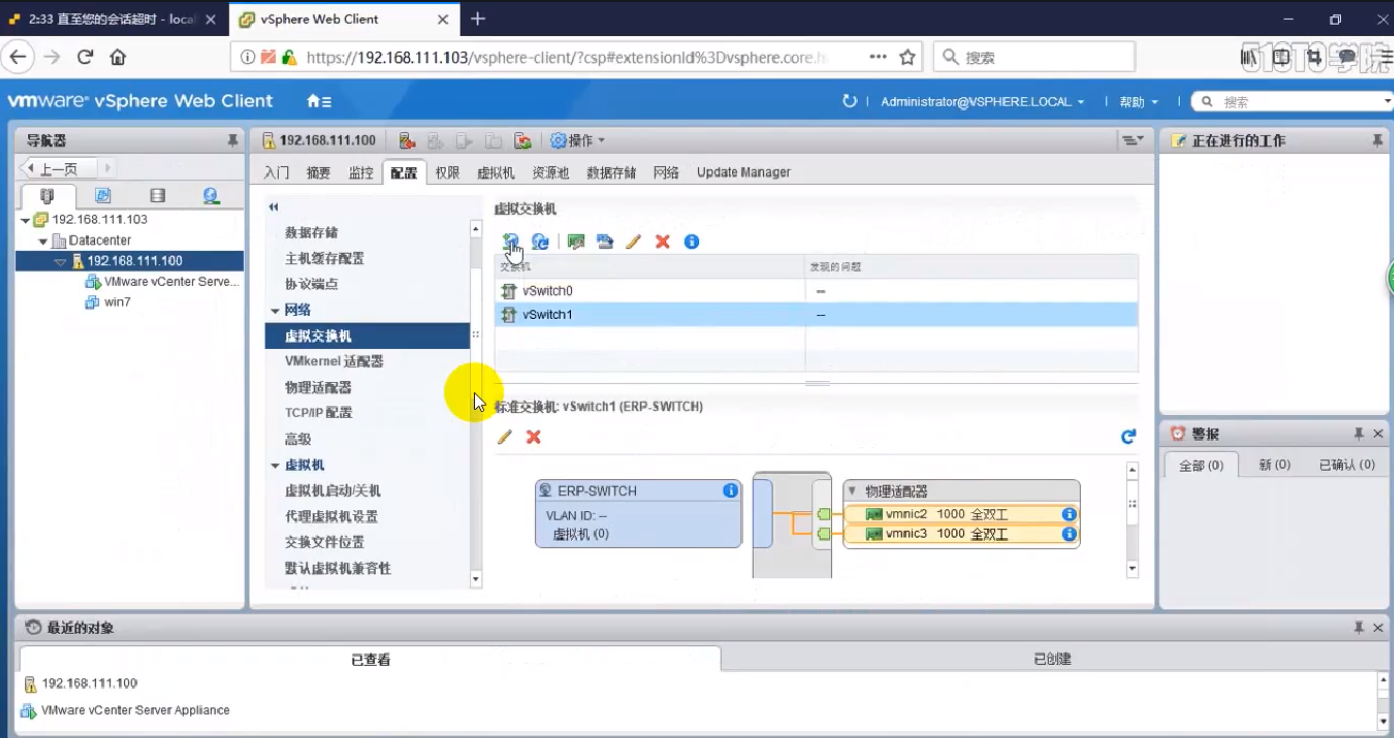 2:33 直至您的会话超时 - local
vSphere Web Client
https://192.168.111.103/vsphere-client/?csp#extensionId%3Dvsphere.core.h
搜索
51CTO学院
vmware® vSphere Web Client
Administrator@VSPHERE.LOCAL
帮助
搜索
导航器
上一页
192.168.111.103
Datacenter
192.168.111.100
VMware vCenter Serve...
win7
192.168.111.100
操作
入门 摘要 监控 配置 权限 虚拟机 资源池 数据存储 网络 Update Manager
数据存储
主机缓存配置
协议端点
网络
虚拟交换机
VMkernel 适配器
物理适配器
TCP/IP 配置
高级
虚拟机
虚拟机启动/关机
代理虚拟机设置
交换文件位置
默认虚拟机兼容性
虚拟交换机
交换机 发现的问题
vSwitch0 --
vSwitch1 --
标准交换机: vSwitch1 (ERP-SWITCH)
ERP-SWITCH
VLAN ID: --
虚拟机 (0)
物理适配器
vmnic2 1000 全双工
vmnic3 1000 全双工
正在进行的工作
警报
全部 (0) 新 (0) 已确认 (0)
最近的对象
已查看 已创建
192.168.111.100
VMware vCenter Server Appliance